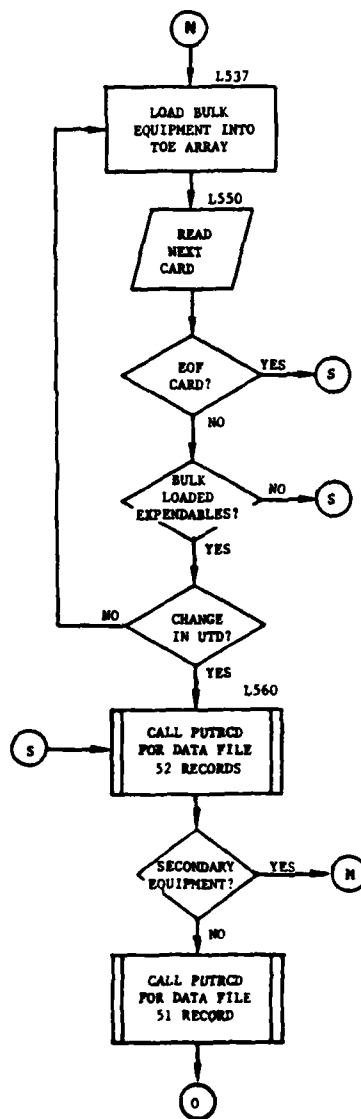 N
L537
LOAD BULK
EQUIPMENT INTO
TOE ARRAY
L550
READ
NEXT
CARD
EOF
CARD?
YES
S
NO
BULK
LOADED
EXPENDABLES?
NO
S
YES
CHANGE
IN UTD?
NO
YES
L560
S
CALL PUTRCD
FOR DATA FILE
52 RECORDS
SECONDARY
EQUIPMENT?
YES
M
NO
CALL PUTRCD
FOR DATA FILE
51 RECORD
O